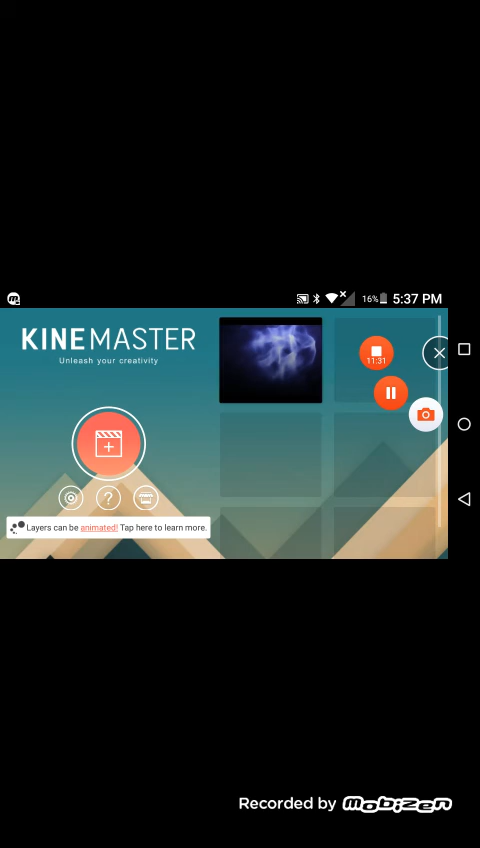 16% 5:37 PM
KINEMASTER
Unleash your creativity
11:31
?
Layers can be animated! Tap here to learn more.
Recorded by mobizen